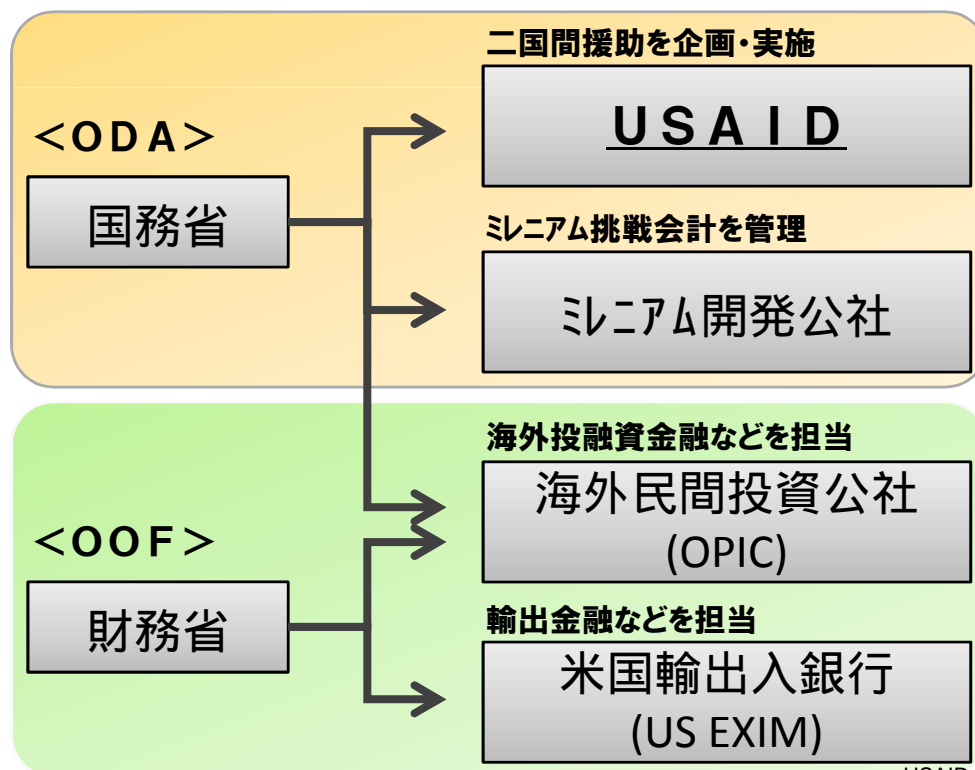 二国間援助を企画・実施
<ODA>
USAID
国務省
ミレニアム挑戦会計を管理
ミレニアム開発公社
海外投融資金融などを担当
海外民間投資公社
(OPIC)
<OOF>
財務省
輸出金融などを担当
米国輸出入銀行
(US EXIM)
USAID